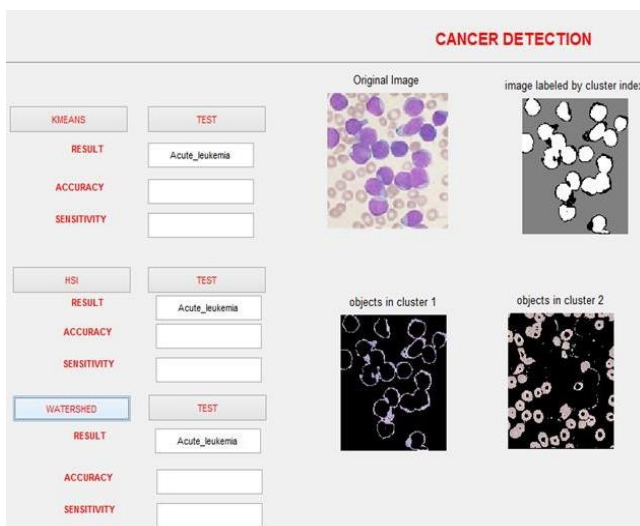 CANCER DETECTION
Original Image
image labeled by cluster index
KMEANS TEST
RESULT Acute_leukemia
ACCURACY
SENSITIVITY
HSI TEST
RESULT Acute_leukemia
ACCURACY
SENSITIVITY
objects in cluster 1
objects in cluster 2
WATERSHED TEST
RESULT Acute_leukemia
ACCURACY
SENSITIVITY